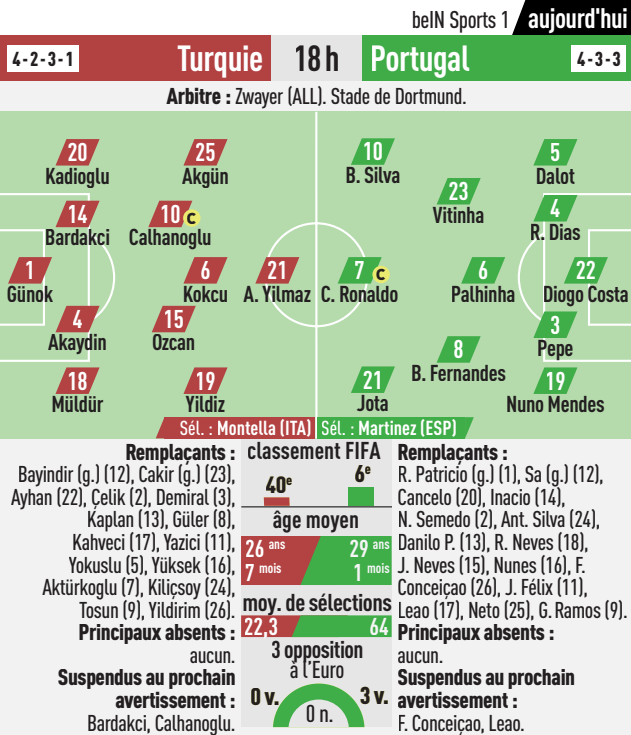 beIN Sports 1 aujourd'hui
4-2-3-1 Turquie 18 h Portugal 4-3-3
Arbitre : Zwayer (ALL). Stade de Dortmund.
20
Kadioglu
25
Akgün
14
Bardakci
10 C
Calhanoglu
1
Günok
6
Kokcu
21
A. Yilmaz
4
Akaydin
15
Ozcan
18
Müldür
19
Yildiz
10
B. Silva
5
Dalot
23
Vitinha
4
R. Dias
7 C
C. Ronaldo
6
Palhinha
22
Diogo Costa
3
Pepe
8
B. Fernandes
21
Jota
19
Nuno Mendes
Sél. : Montella (ITA) Sél. : Martinez (ESP)
Remplaçants :
Bayindir (g.) (12), Cakir (g.) (23),
Ayhan (22), Çelik (2), Demiral (3),
Kaplan (13), Güler (8),
Kahveci (17), Yazici (11),
Yokuslu (5), Yüksek (16),
Aktürkoglu (7), Kiliçsoy (24),
Tosun (9), Yildirim (26).
Principaux absents :
aucun.
Suspendus au prochain
avertissement :
Bardakci, Calhanoglu.
classement FIFA
40e 6e
âge moyen
26 ans 29 ans
7 mois 1 mois
moy. de sélections
22,3 64
3 opposition
à l'Euro
0 v. 3 v.
0 n.
Remplaçants :
R. Patricio (g.) (1), Sa (g.) (12),
Cancelo (20), Inacio (14),
N. Semedo (2), Ant. Silva (24),
Danilo P. (13), R. Neves (18),
J. Neves (15), Nunes (16), F.
Conceiçao (26), J. Félix (11),
Leao (17), Neto (25), G. Ramos (9).
Principaux absents :
aucun.
Suspendus au prochain
avertissement :
F. Conceiçao, Leao.